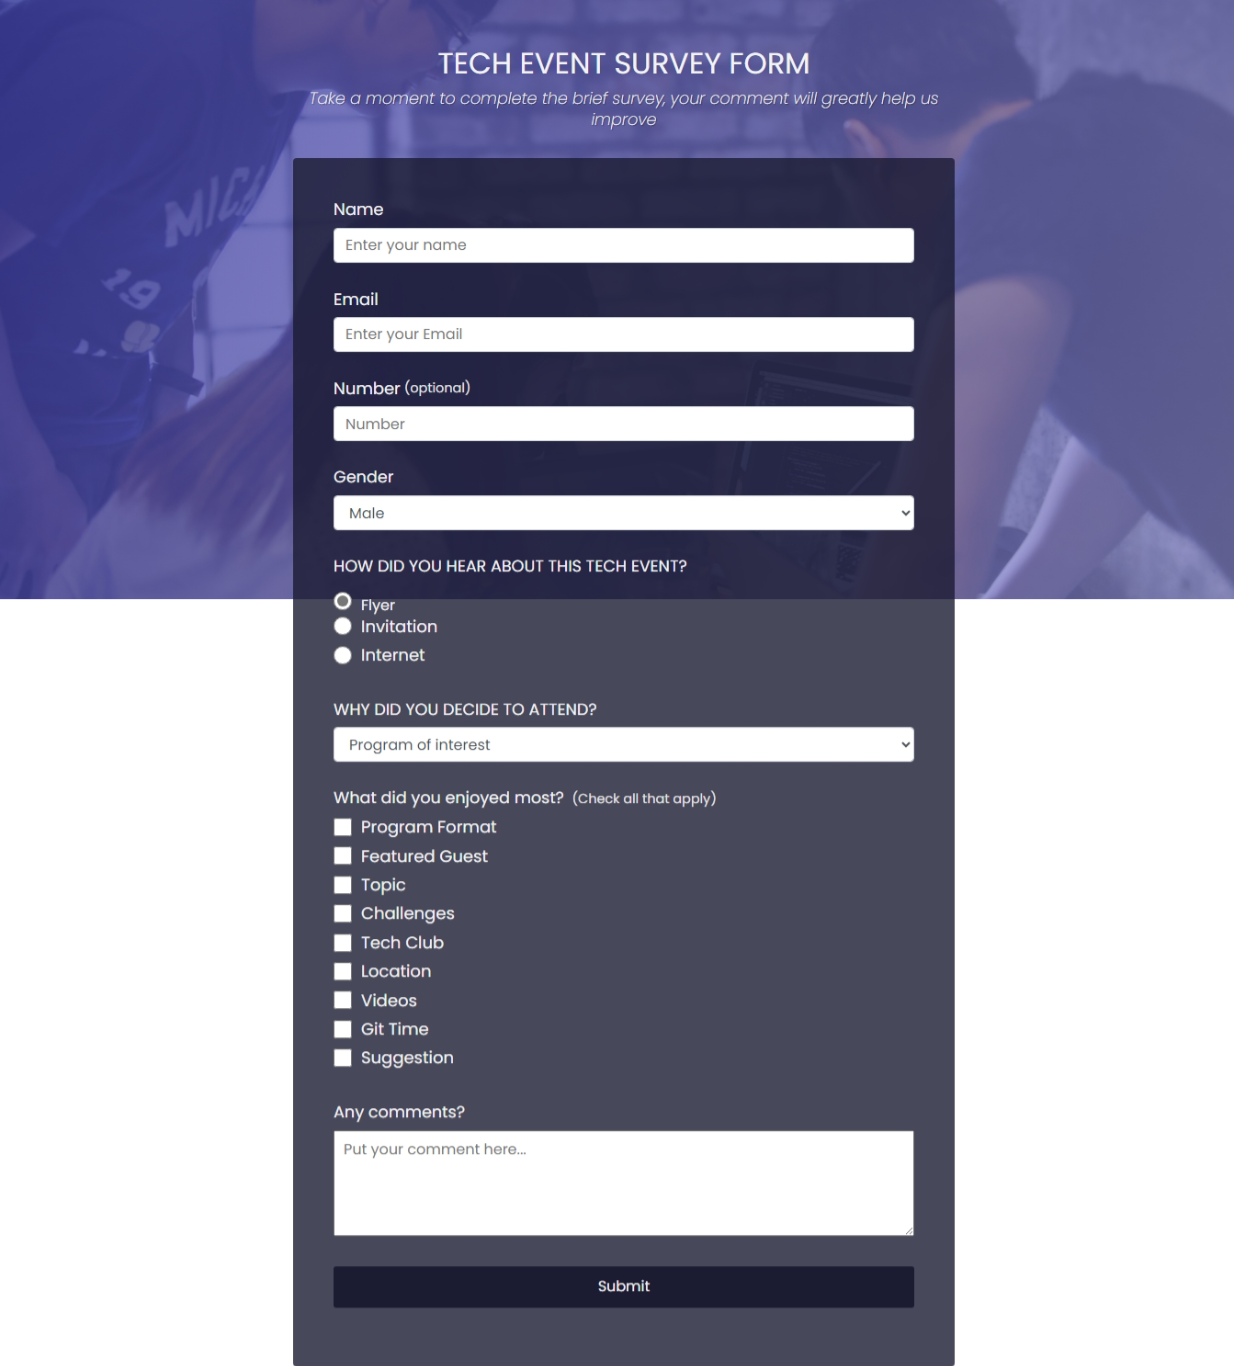 TECH EVENT SURVEY FORM
Take a moment to complete the brief survey, your comment will greatly help us
improve
MICA
19
Name
Enter your name
Email
Enter your Email
Number (optional)
Number
Gender
Male
HOW DID YOU HEAR ABOUT THIS TECH EVENT?
Flyer
Invitation
Internet
WHY DID YOU DECIDE TO ATTEND?
Program of interest
What did you enjoyed most? (Check all that apply)
Program Format
Featured Guest
Topic
Challenges
Tech Club
Location
Videos
Git Time
Suggestion
Any comments?
Put your comment here...
Submit